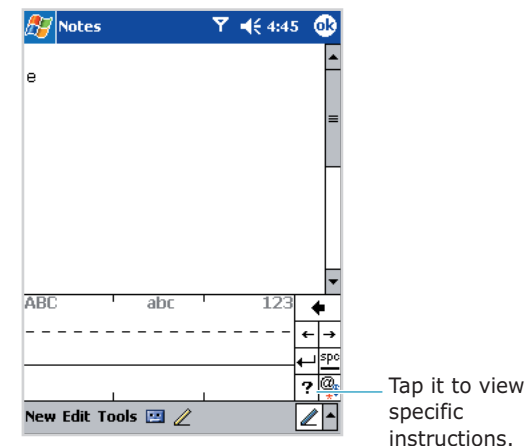 Notes 4:45 ok
e
ABC abc 123
spc
? @
New Edit Tools
Tap it to view
specific
instructions.